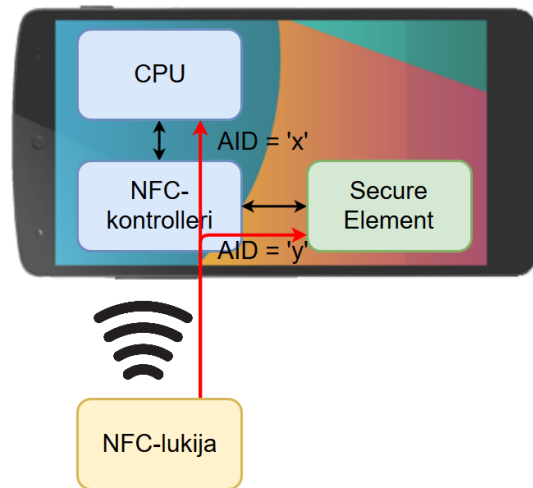 CPU
AID = 'x'
NFC-
kontrolleri
Secure
Element
AID = 'y'
NFC-lukija